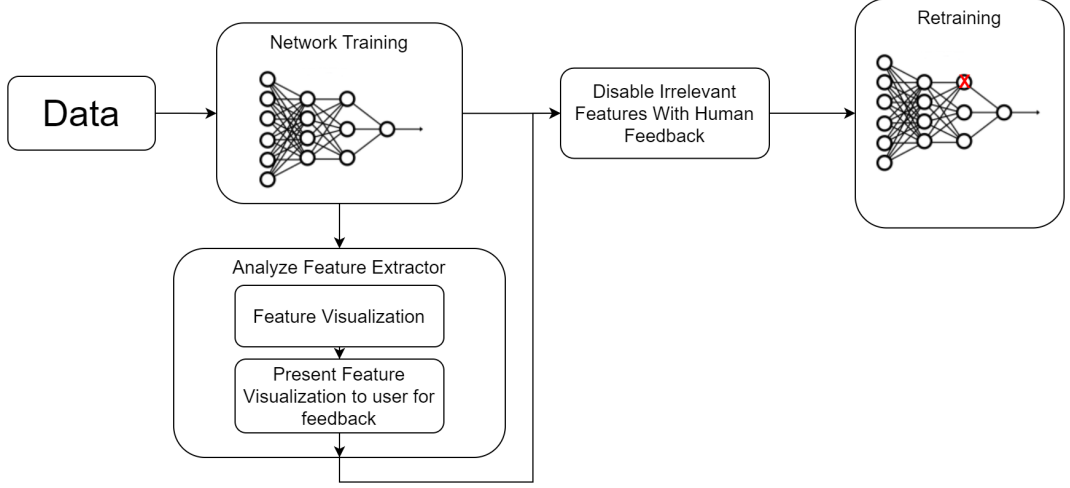 Data
Network Training
Disable Irrelevant
Features With Human
Feedback
Retraining
X
Analyze Feature Extractor
Feature Visualization
Present Feature
Visualization to user for
feedback